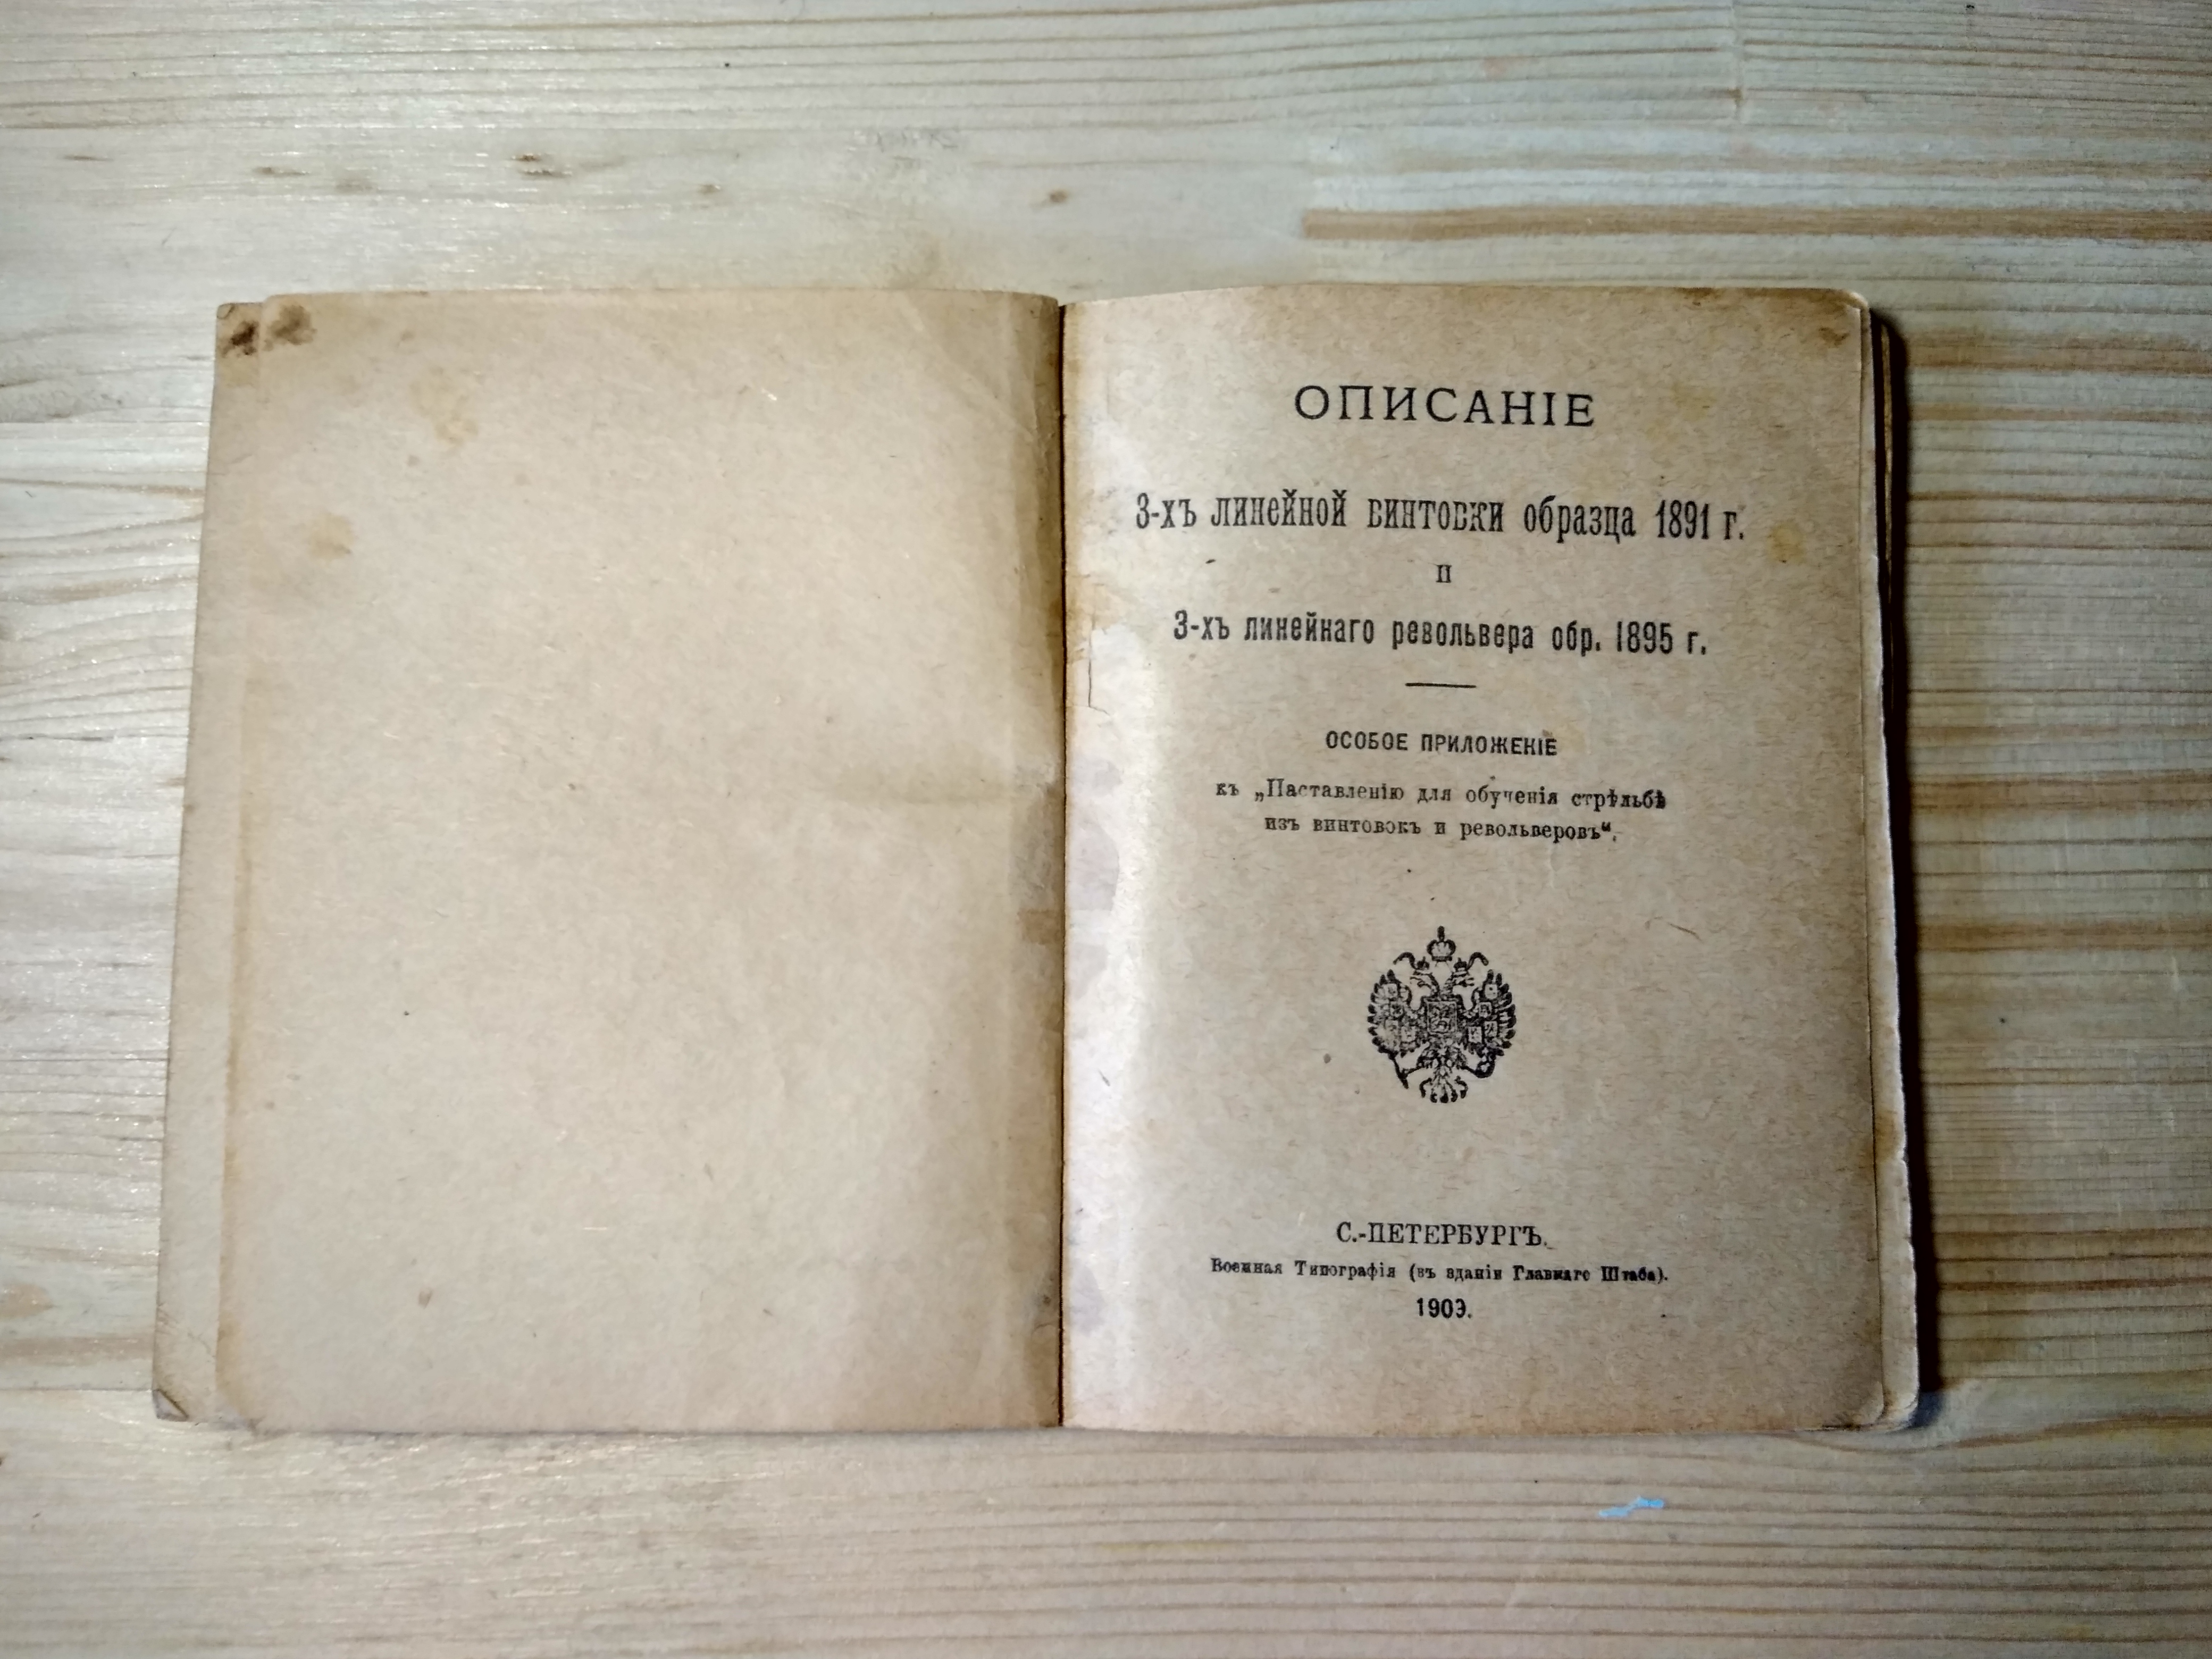 ОПИСАНІЕ
3-хъ линейной винтовки образца 1891 г.
и
3-хъ линейнаго револьвера обр. 1895 г.
ОСОБОЕ ПРИЛОЖЕНІЕ
къ „Наставленію для обученія стрѣльбѣ
изъ винтовокъ и револьверовъ“.
С.-ПЕТЕРБУРГЪ.
Военная Типографія (въ зданіи Главнаго Штаба).